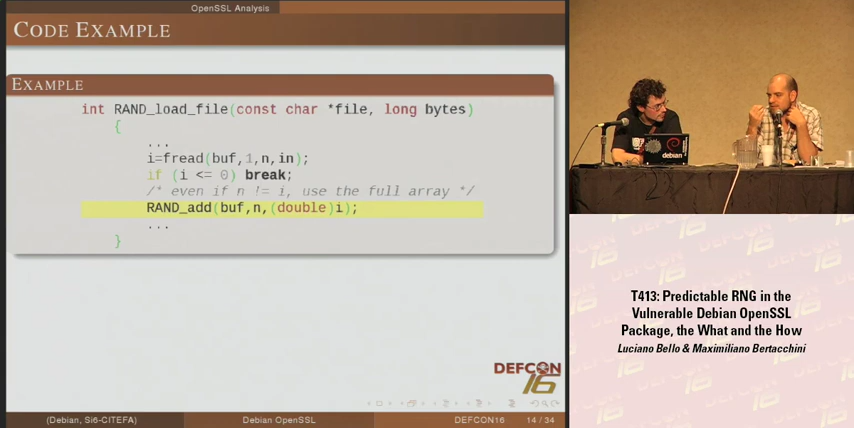 OpenSSL Analysis
CODE EXAMPLE
EXAMPLE
int RAND_load_file(const char *file, long bytes)
{
...
i=fread(buf,1,n,in);
if (i <= 0) break;
/* even if n != i, use the full array */
RAND_add(buf,n,(double)i);
...
}
DEFCON
16
(Debian, Si6-CITEFA)
Debian OpenSSL
DEFCON16
14 / 34
debian
T413: Predictable RNG in the
Vulnerable Debian OpenSSL
Package, the What and the How
Luciano Bello & Maximiliano Bertacchini